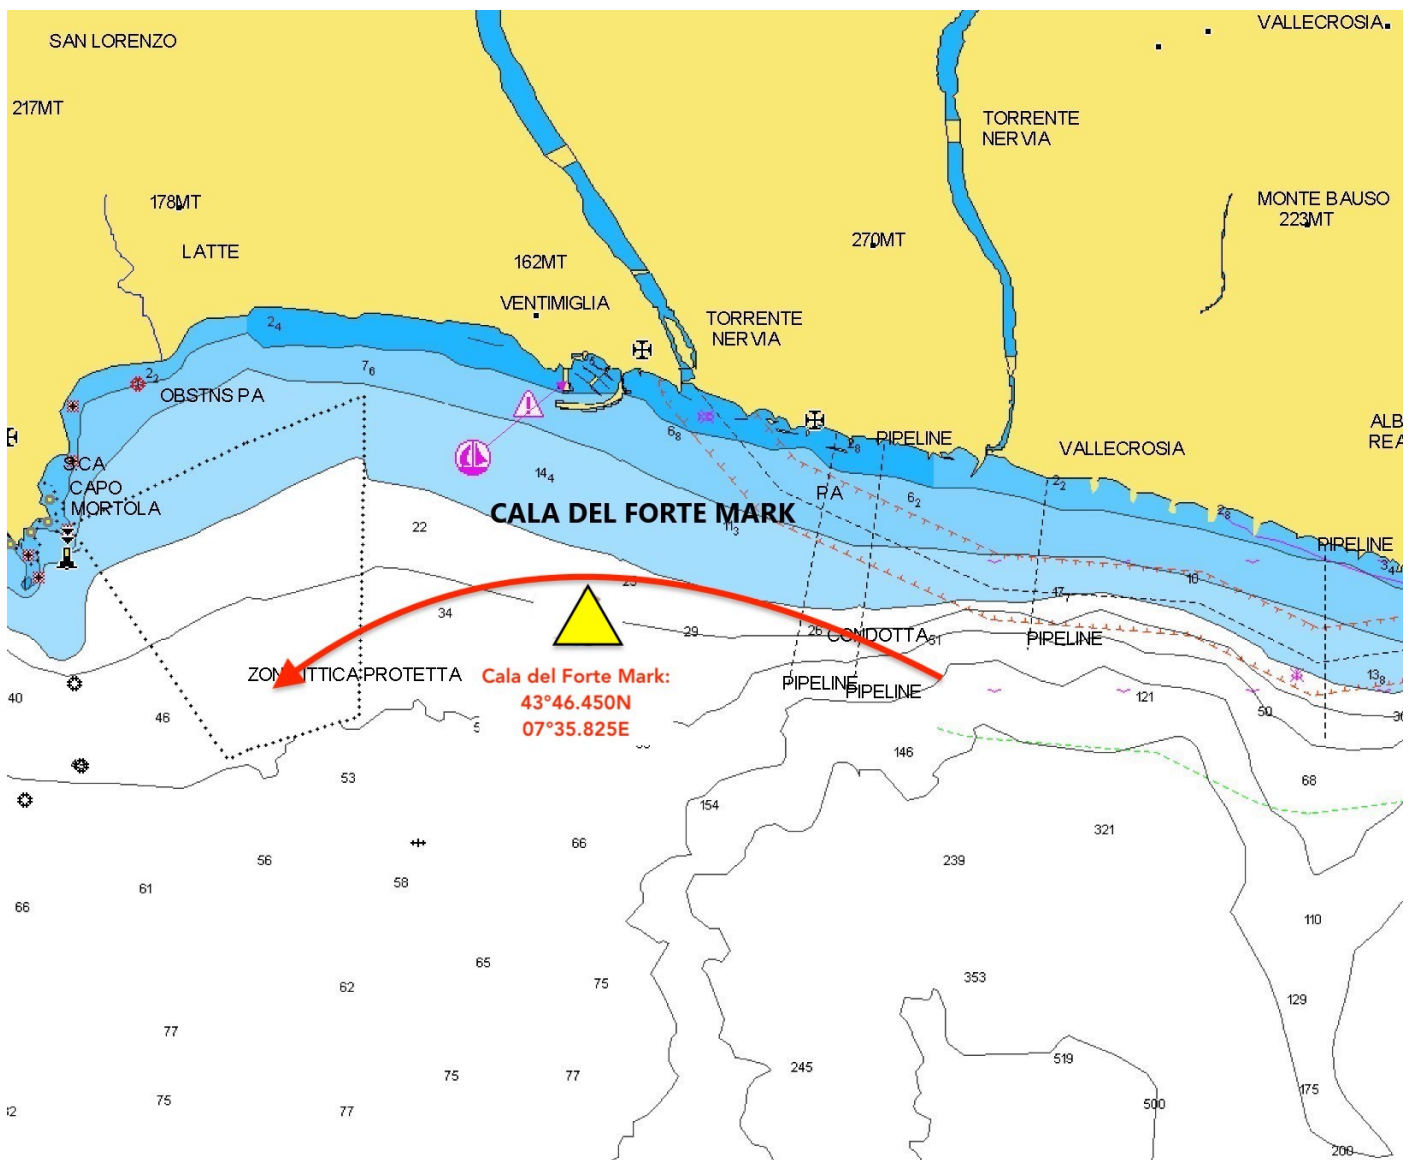 SAN LORENZO
VALLECROSIA
217MT
TORRENTE
NERVIA
178MT
MONTE BAUSO
223MT
LATTE
270MT
162MT
VENTIMIGLIA
TORRENTE
NERVIA
2₄
7₆
2₂
OBSTNS PA
ALB
REA
6₈
2₈
PIPELINE
VALLECROSIA
SCA
CAPO
MORTOLA
14₄
2₂
PA
6₂
2₈
CALA DEL FORTE MARK
22
11₃
PIPELINE
3₄
10
17₇
34
29
26
CONDOTTA
51
PIPELINE
ZON ITTICA PROTETTA
Cala del Forte Mark:
43°46.450N
07°35.825E
PIPELINE
PIPELINE
13₈
40
46
121
50
146
53
68
154
66
321
56
239
58
61
66
110
65
75
353
62
129
77
519
245
75
77
175
75
77
500
200